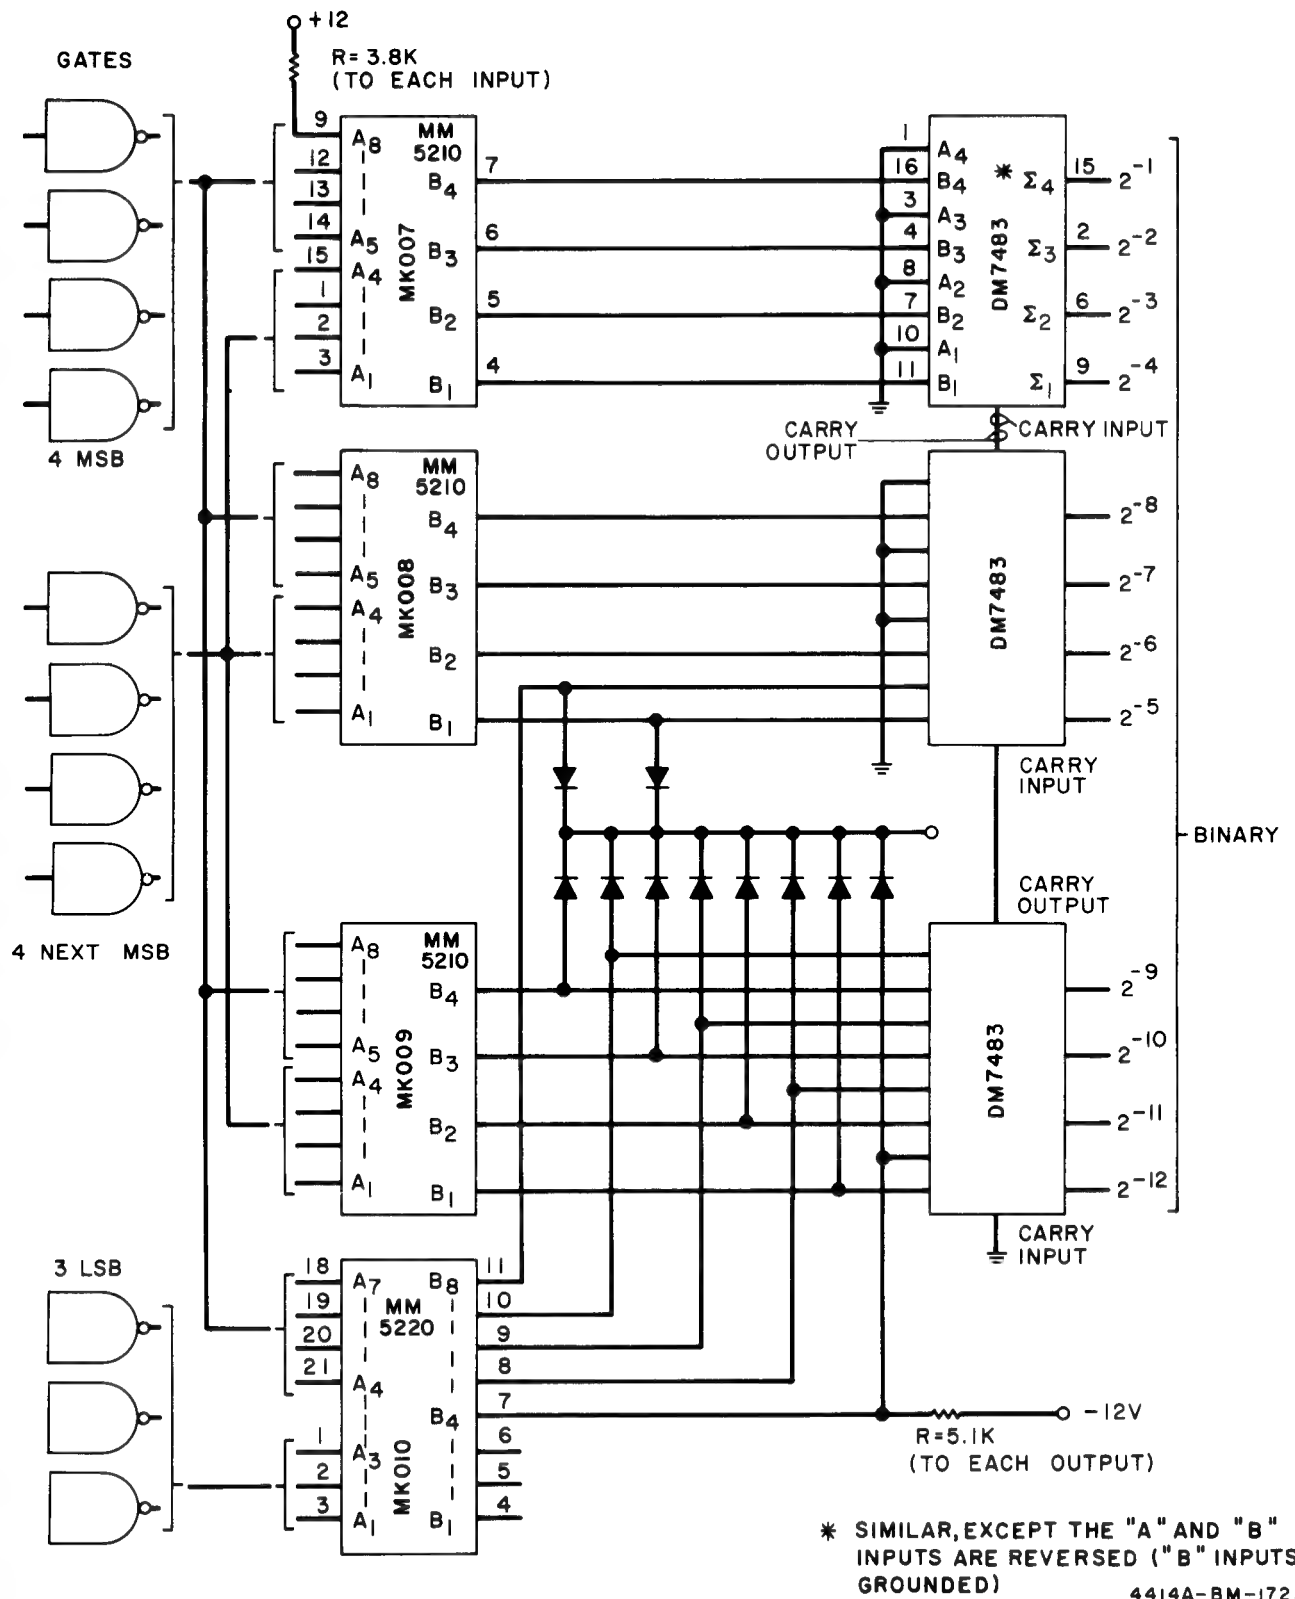 +12
GATES
R= 3.8K
(TO EACH INPUT)
9
12
13
14
15
1
2
3
A8
A5
A4
A1
MM
5210
MK007
B4
B3
B2
B1
7
6
5
4
1
16
3
4
8
7
10
11
A4
B4
A3
B3
A2
B2
A1
B1
*
DM7483
Σ4
Σ3
Σ2
Σ1
15
2
6
9
2-1
2-2
2-3
2-4
4 MSB
CARRY
OUTPUT
CARRY INPUT
A8
A5
A4
A1
MM
5210
MK008
B4
B3
B2
B1
DM7483
2-8
2-7
2-6
2-5
CARRY
INPUT
BINARY
CARRY
OUTPUT
4 NEXT MSB
A8
A5
A4
A1
MM
5210
MK009
B4
B3
B2
B1
DM7483
2-9
2-10
2-11
2-12
CARRY
INPUT
3 LSB
18
19
20
21
1
2
3
A7
A4
A3
A1
MM
5220
MK010
B8
B4
B1
11
10
9
8
7
6
5
4
-12V
R=5.1K
(TO EACH OUTPUT)
* SIMILAR, EXCEPT THE "A" AND "B"
INPUTS ARE REVERSED ("B" INPUTS
GROUNDED)
4414A-BM-172